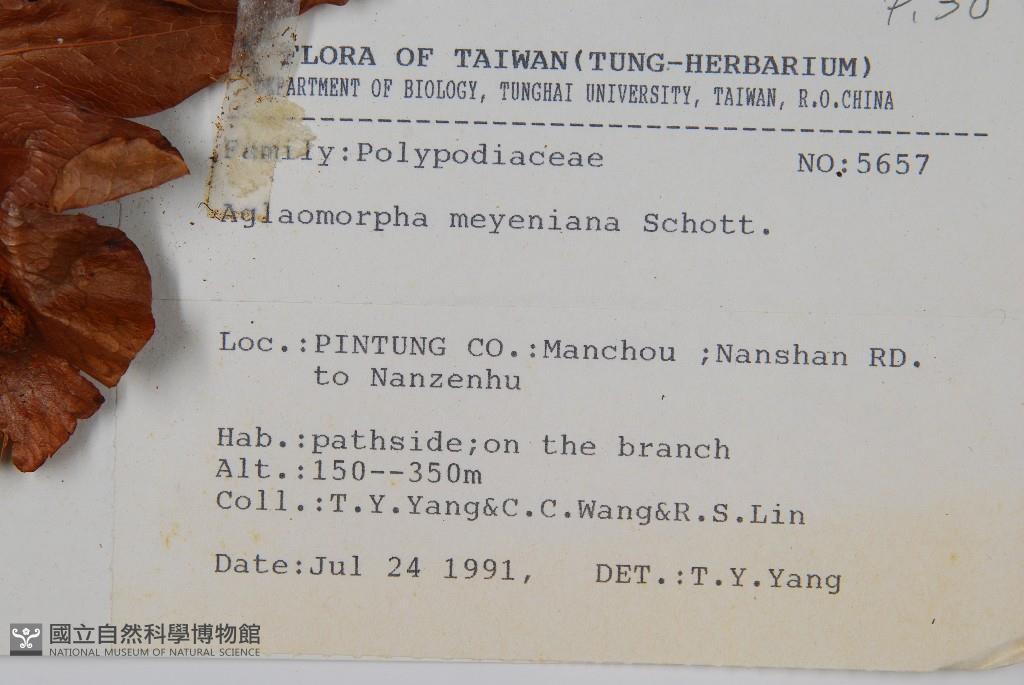 P. 30
FLORA OF TAIWAN(TUNG-HERBARIUM)
DEPARTMENT OF BIOLOGY, TUNGHAI UNIVERSITY, TAIWAN, R.O.CHINA
Family:Polypodiaceae NO:5657
Aglaomorpha meyeniana Schott.
Loc.:PINTUNG CO.:Manchou ;Nanshan RD.
to Nanzenhu
Hab.:pathside;on the branch
Alt.:150--350m
Coll.:T.Y.Yang&C.C.Wang&R.S.Lin
Date:Jul 24 1991, DET.:T.Y.Yang
國立自然科學博物館
NATIONAL MUSEUM OF NATURAL SCIENCE